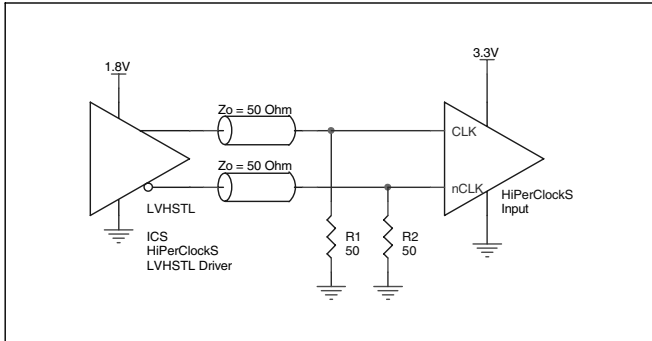 1.8V
3.3V
Zo = 50 Ohm
CLK
Zo = 50 Ohm
nCLK
HiPerClockS
Input
LVHSTL
ICS
HiPerClockS
LVHSTL Driver
R1
50
R2
50